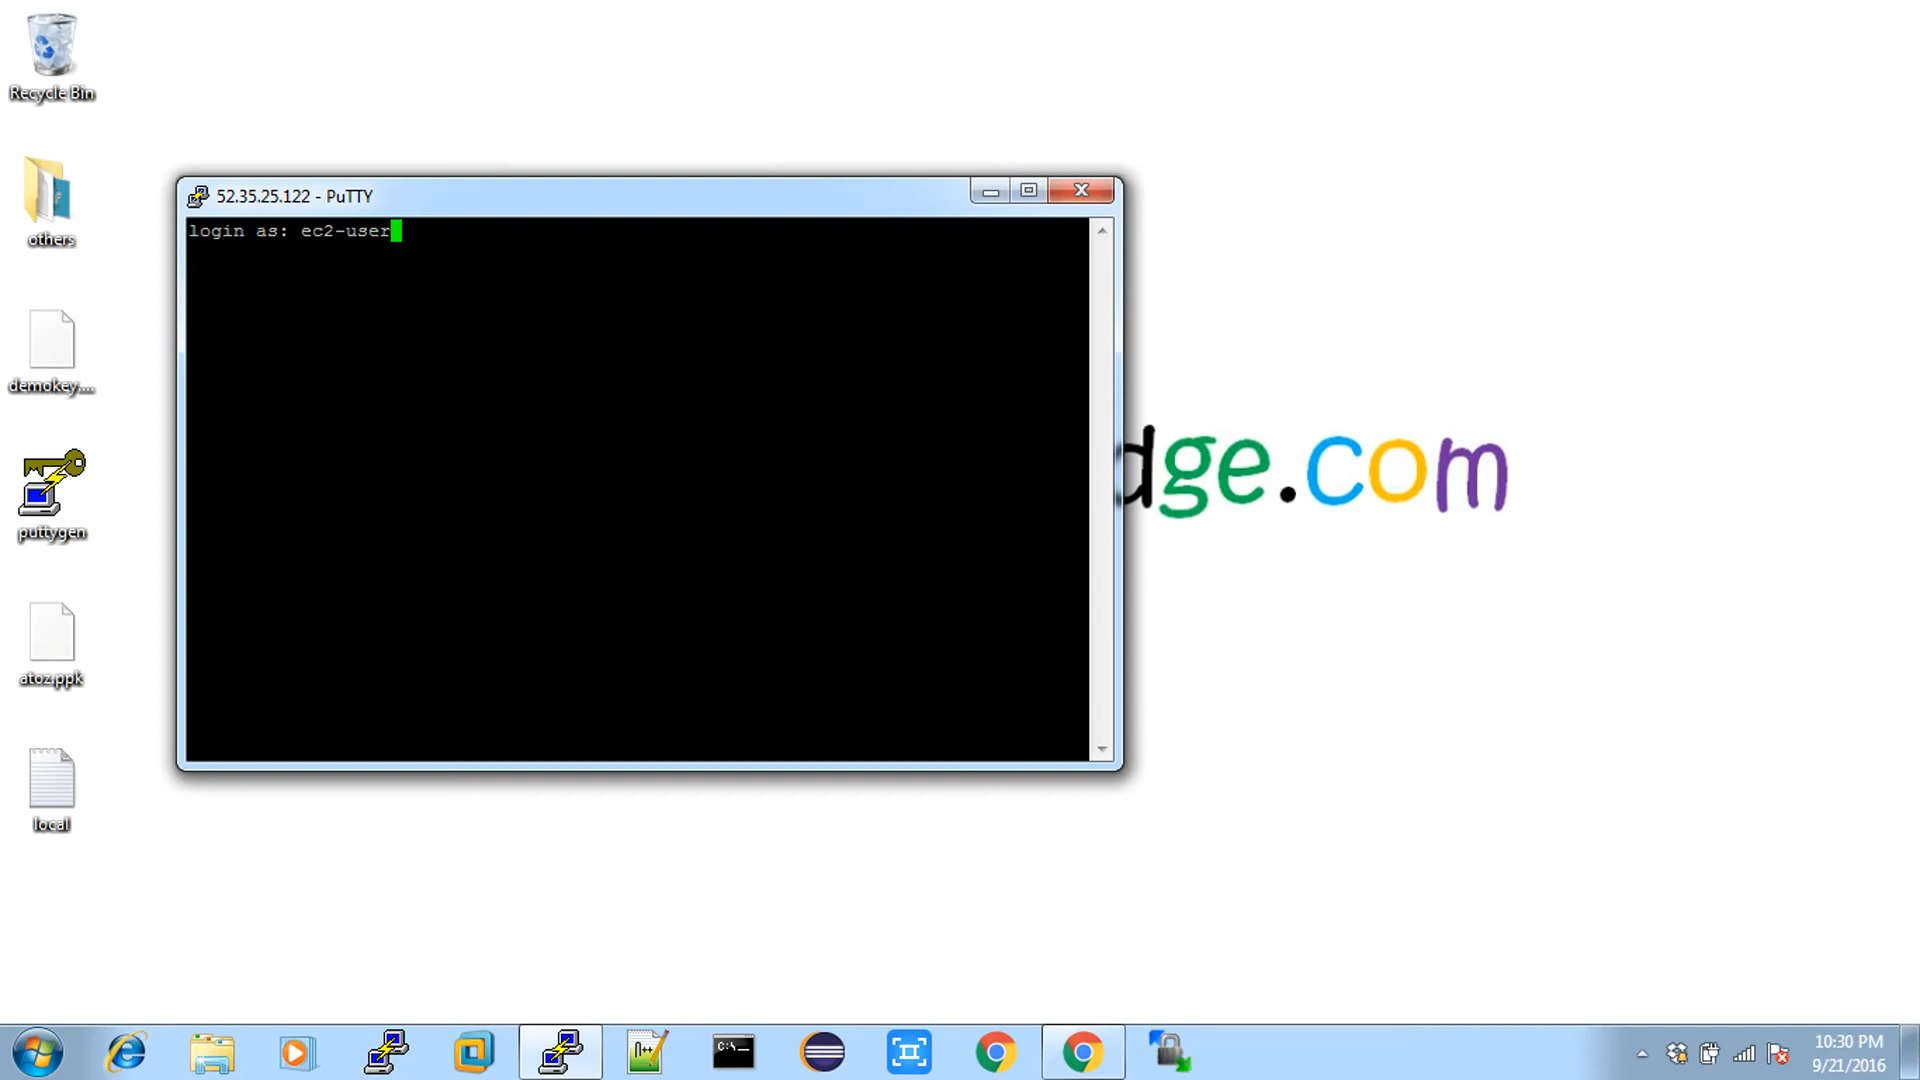 Recycle Bin
others
demokey....
puttygen
atoz.ppk
local
52.35.25.122 - PuTTY
login as: ec2-user
dge.com
C:\_
10:30 PM
9/21/2016